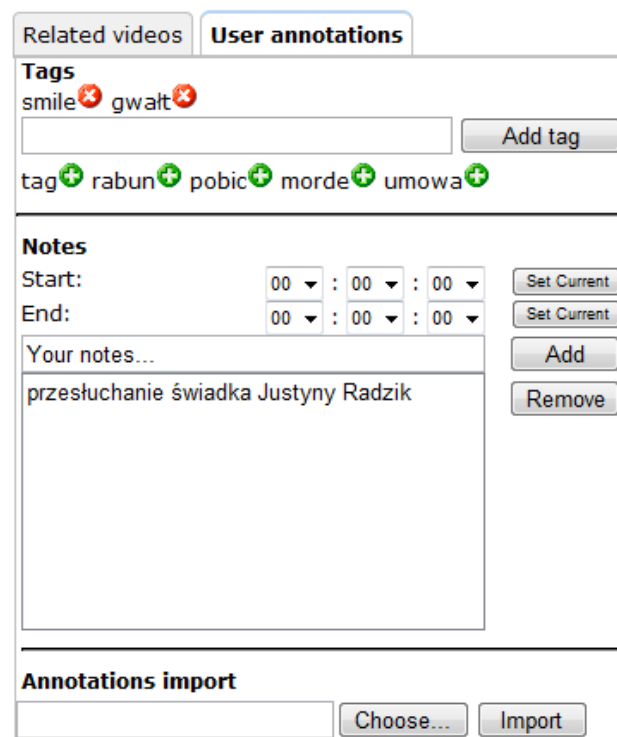 Related videos User annotations
Tags
smile gwałt
Add tag
tag rabun pobic morde umowa
Notes
Start: 00 : 00 : 00 Set Current
End: 00 : 00 : 00 Set Current
Your notes... Add
przesłuchanie świadka Justyny Radzik
Remove
Annotations import
Choose... Import